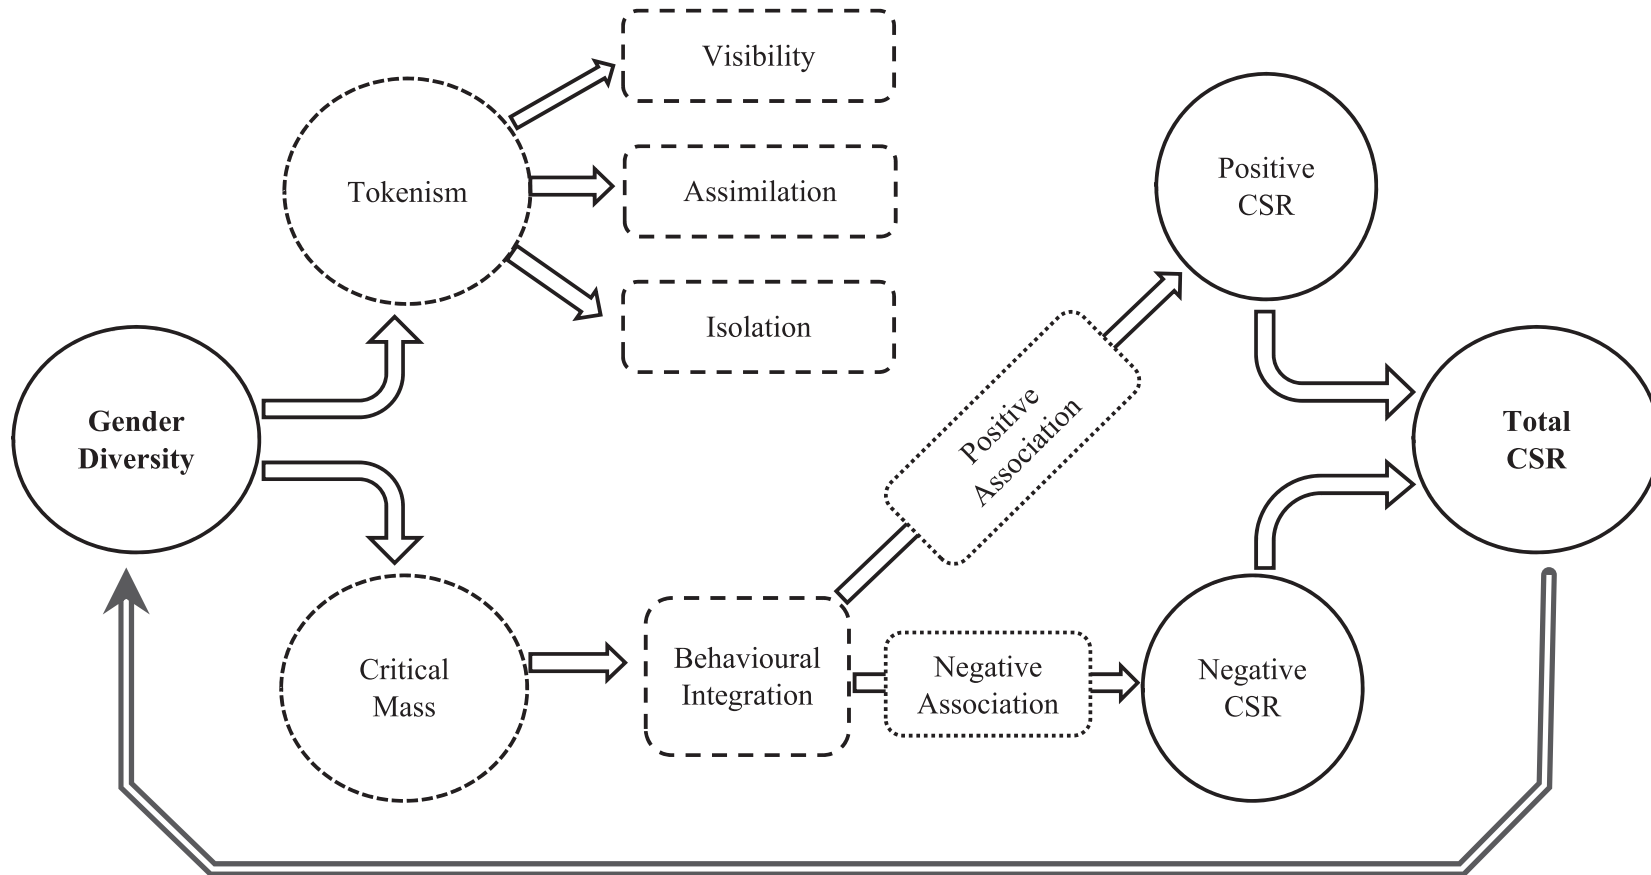 Visibility
Tokenism
Assimilation
Isolation
Gender
Diversity
Critical
Mass
Behavioural
Integration
Positive
Association
Negative
Association
Positive
CSR
Negative
CSR
Total
CSR